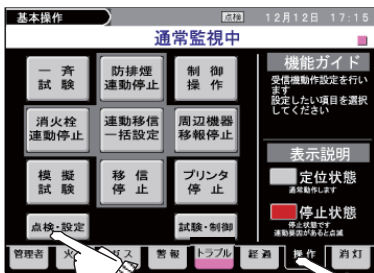 基本操作 点検 12月12日 17:15
通常監視中
一斉
試験
防排煙
連動停止
制御
操作
消火栓
連動停止
連動移信
一括設定
周辺機器
移報停止
模擬
試験
移信
停止
プリンタ
停止
点検・設定
試験・制御
機能ガイド
受信機動作設定を行い
ます
設定したい項目を選択
してください
表示説明
定位状態
通常動作します
停止状態
停止状態です
連動要因があると点滅
管理者 火 ガス 警報 トラブル 経過 操作 消灯